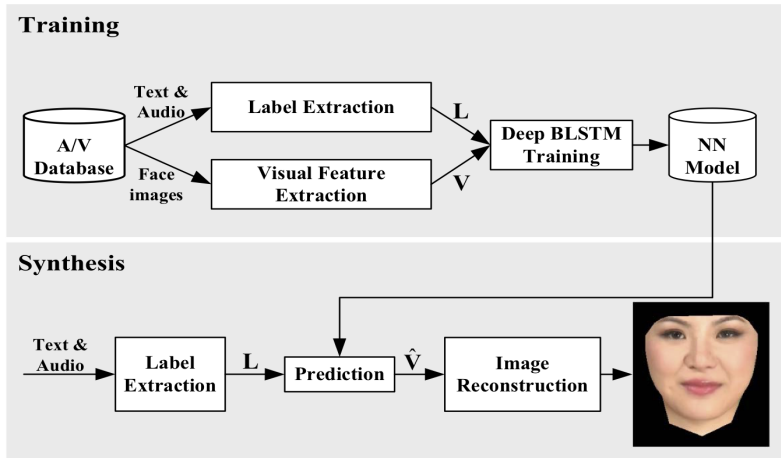 Training
Text &
Audio
A/V
Database
Face
images
Label Extraction
Visual Feature
Extraction
L
V
Deep BLSTM
Training
NN
Model
Synthesis
Text &
Audio
Label
Extraction
L
Prediction
V̂
Image
Reconstruction